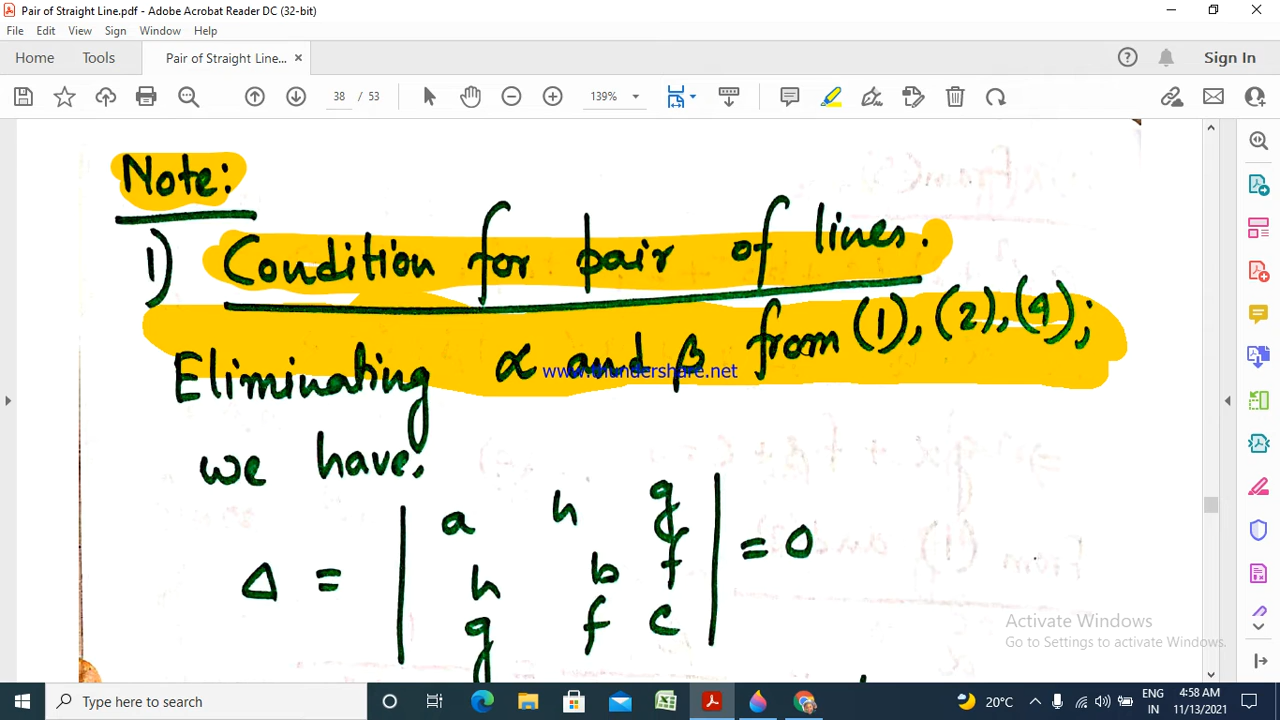 Pair of Straight Line.pdf - Adobe Acrobat Reader DC (32-bit)
File Edit View Sign Window Help
Home Tools Pair of Straight Line... × Sign In
38 / 53 139%
Note:
1) Condition for pair of lines.
Eliminating α and β from (1), (2), (4);
www.thundershare.net
we have,
a h g
Δ = h b f = 0
g f c
Activate Windows
Go to Settings to activate Windows.
Type here to search 20°C ENG IN 4:58 AM 11/13/2021